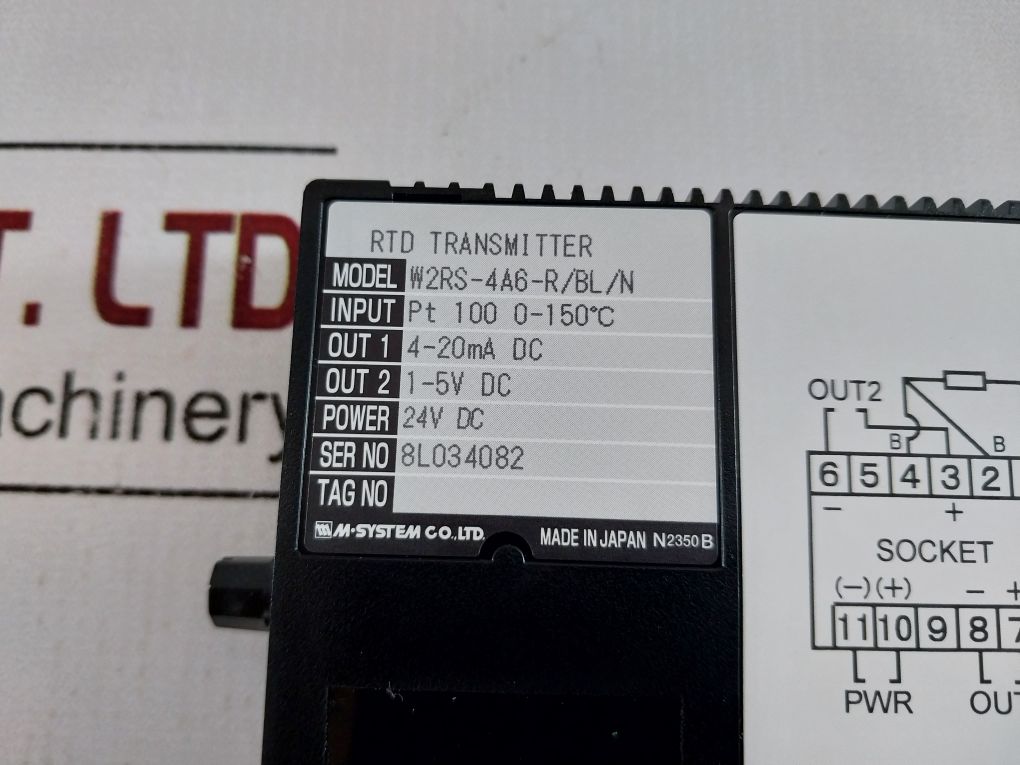 T. LTD
achinery
RTD TRANSMITTER
MODEL W2RS-4A6-R/BL/N
INPUT Pt 100 0-150℃
OUT 1 4-20mA DC
OUT 2 1-5V DC
POWER 24V DC
SER NO 8L034082
TAG NO
M-SYSTEM CO.,LTD. MADE IN JAPAN N2350 B
OUT2
B B
6 5 4 3 2
− +
SOCKET
(−) (+) − +
11 10 9 8 7
PWR OUT